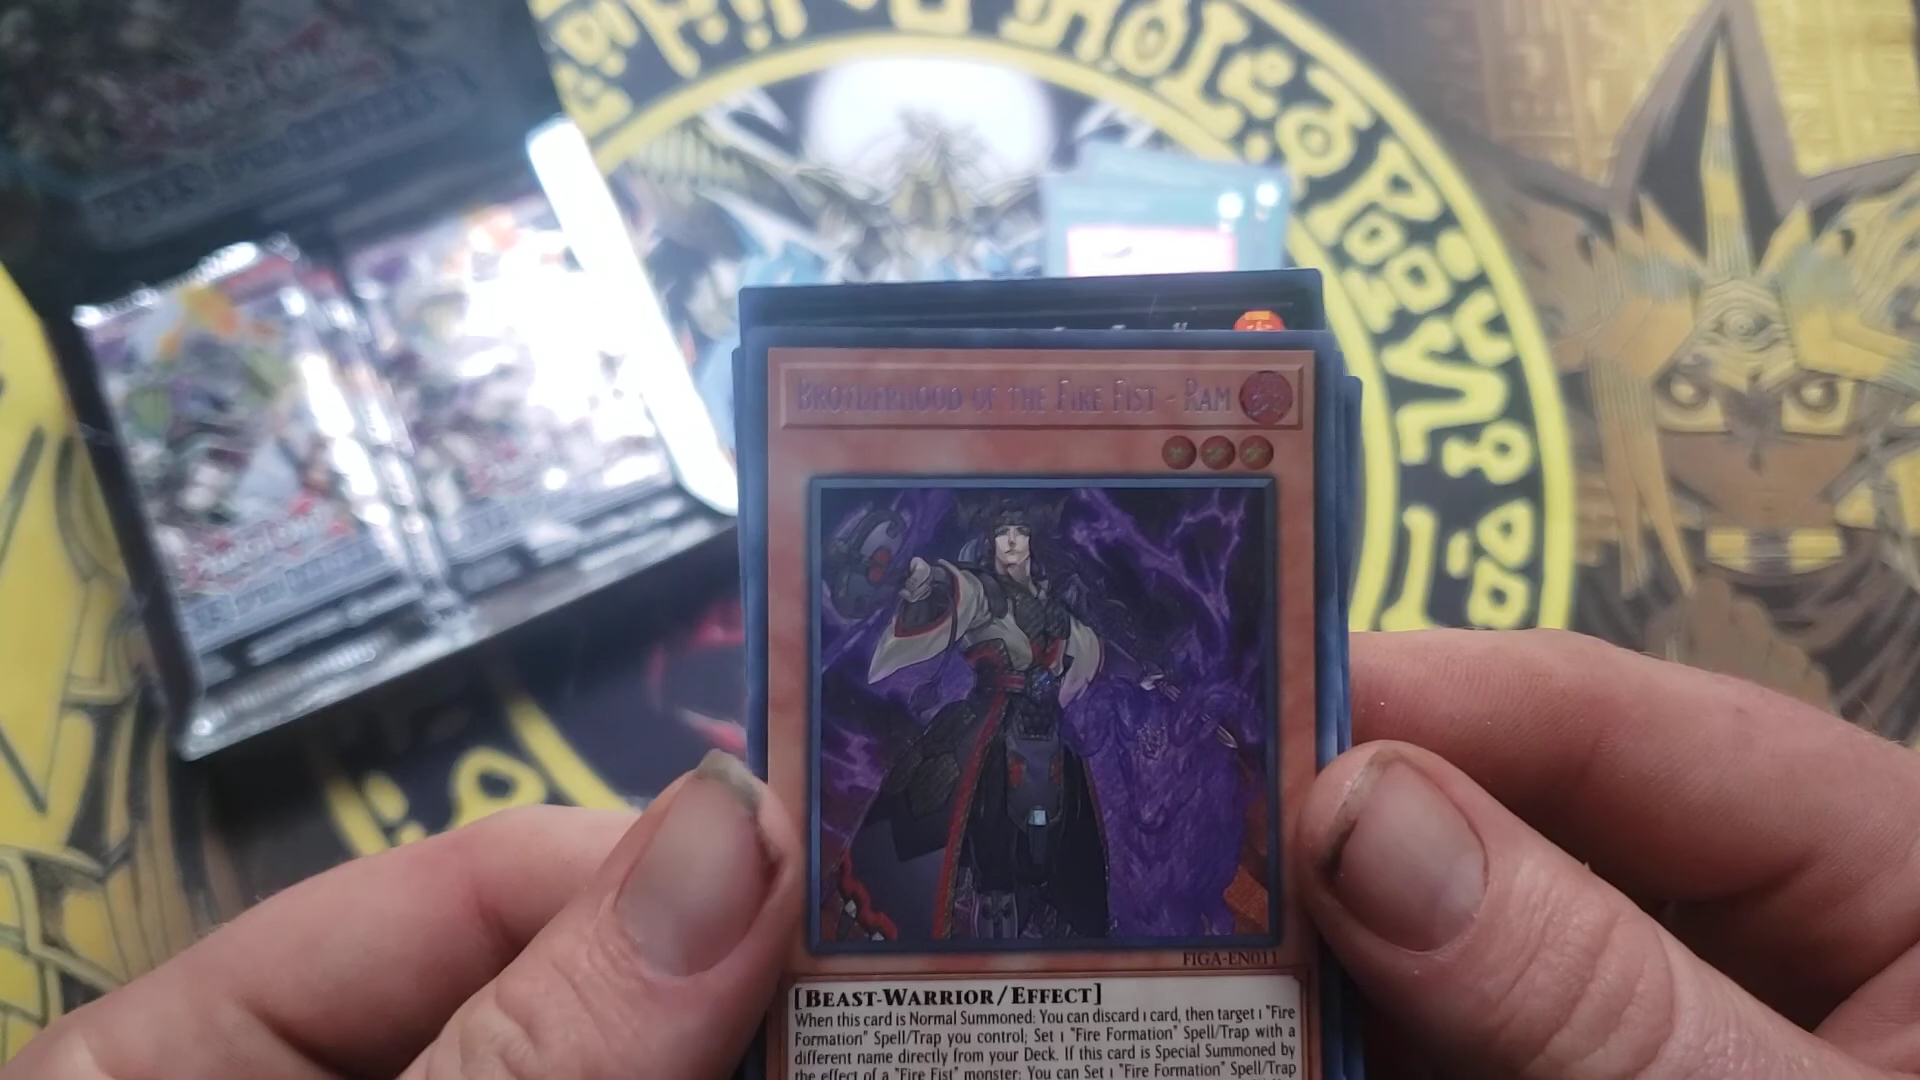 BROTHERHOOD OF THE FIRE FIST - RAM
FIGA-EN011
[BEAST-WARRIOR/EFFECT]
When this card is Normal Summoned: You can discard 1 card, then target 1 "Fire
Formation" Spell/Trap you control; Set 1 "Fire Formation" Spell/Trap with a
different name directly from your Deck. If this card is Special Summoned by
the effect of a "Fire Fist" monster: You can Set 1 "Fire Formation" Spell/Trap